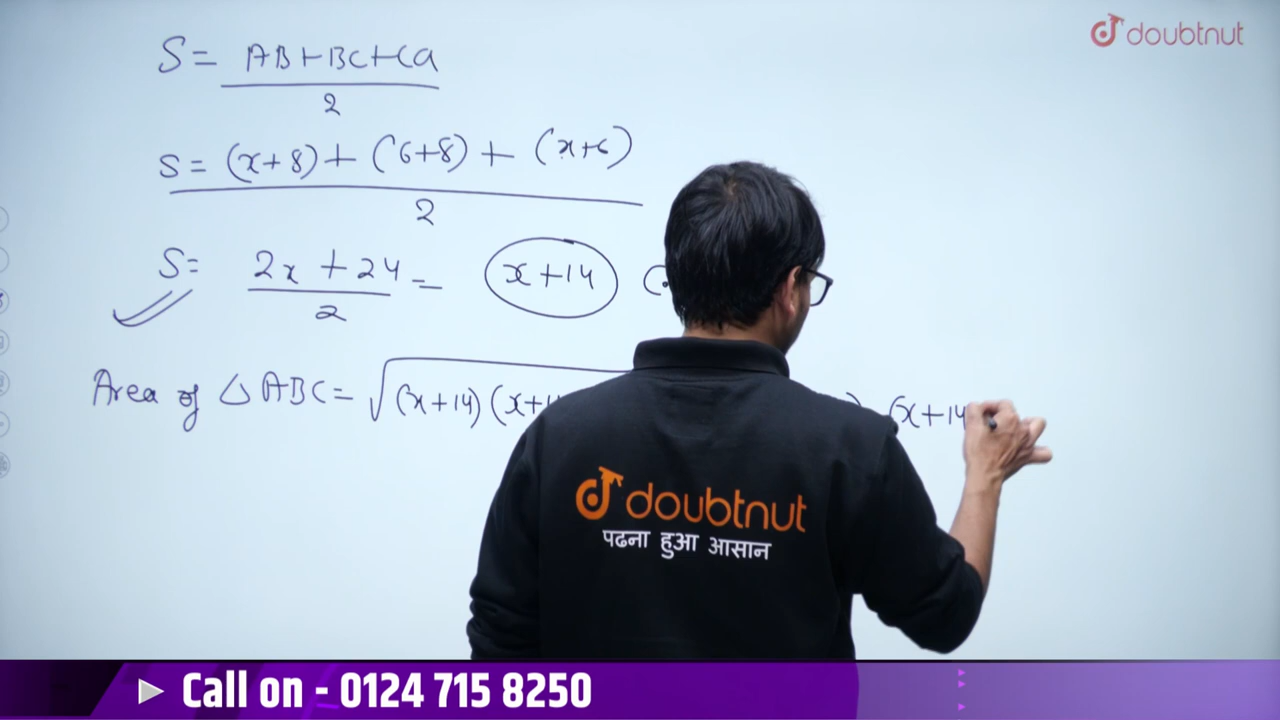 doubtnut
S = AB+BC+CA
2
S = (x+8) + (6+8) + (x+6)
2
S = 2x + 24 = x+14
2
Area of △ ABC = √(x+14) (x+14 (x+14
doubtnut
पढना हुआ आसान
Call on - 0124 715 8250